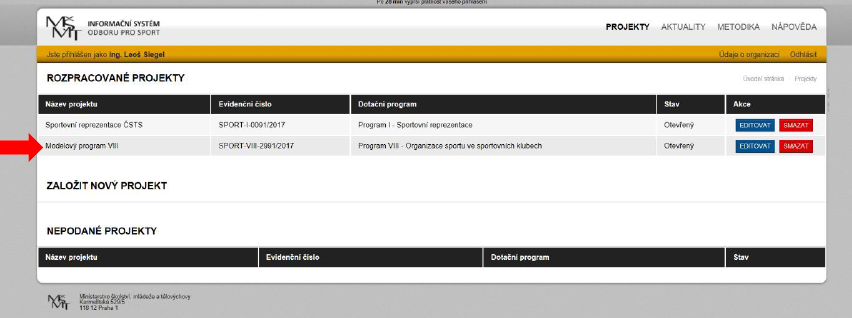 Po 28 min vyprší platnost vašeho přihlášení
MŠMT INFORMAČNÍ SYSTÉM
ODBORU PRO SPORT
PROJEKTY AKTUALITY METODIKA NÁPOVĚDA
Jste přihlášen jako Ing. Leoš Siegel Údaje o organizaci Odhlásit
ROZPRACOVANÉ PROJEKTY Úvodní stránka Projekty
Název projektu Evidenční číslo Dotační program Stav Akce
Sportovní reprezentace ČSTS SPORT-I-0091/2017 Program I - Sportovní reprezentace Otevřený EDITOVAT SMAZAT
Modelový program VIII SPORT-VIII-2991/2017 Program VIII - Organizace sportu ve sportovních klubech Otevřený EDITOVAT SMAZAT
ZALOŽIT NOVÝ PROJEKT
NEPODANÉ PROJEKTY
Název projektu Evidenční číslo Dotační program Stav
MŠMT Ministerstvo školství, mládeže a tělovýchovy
Karmelitská 529/5
118 12 Praha 1